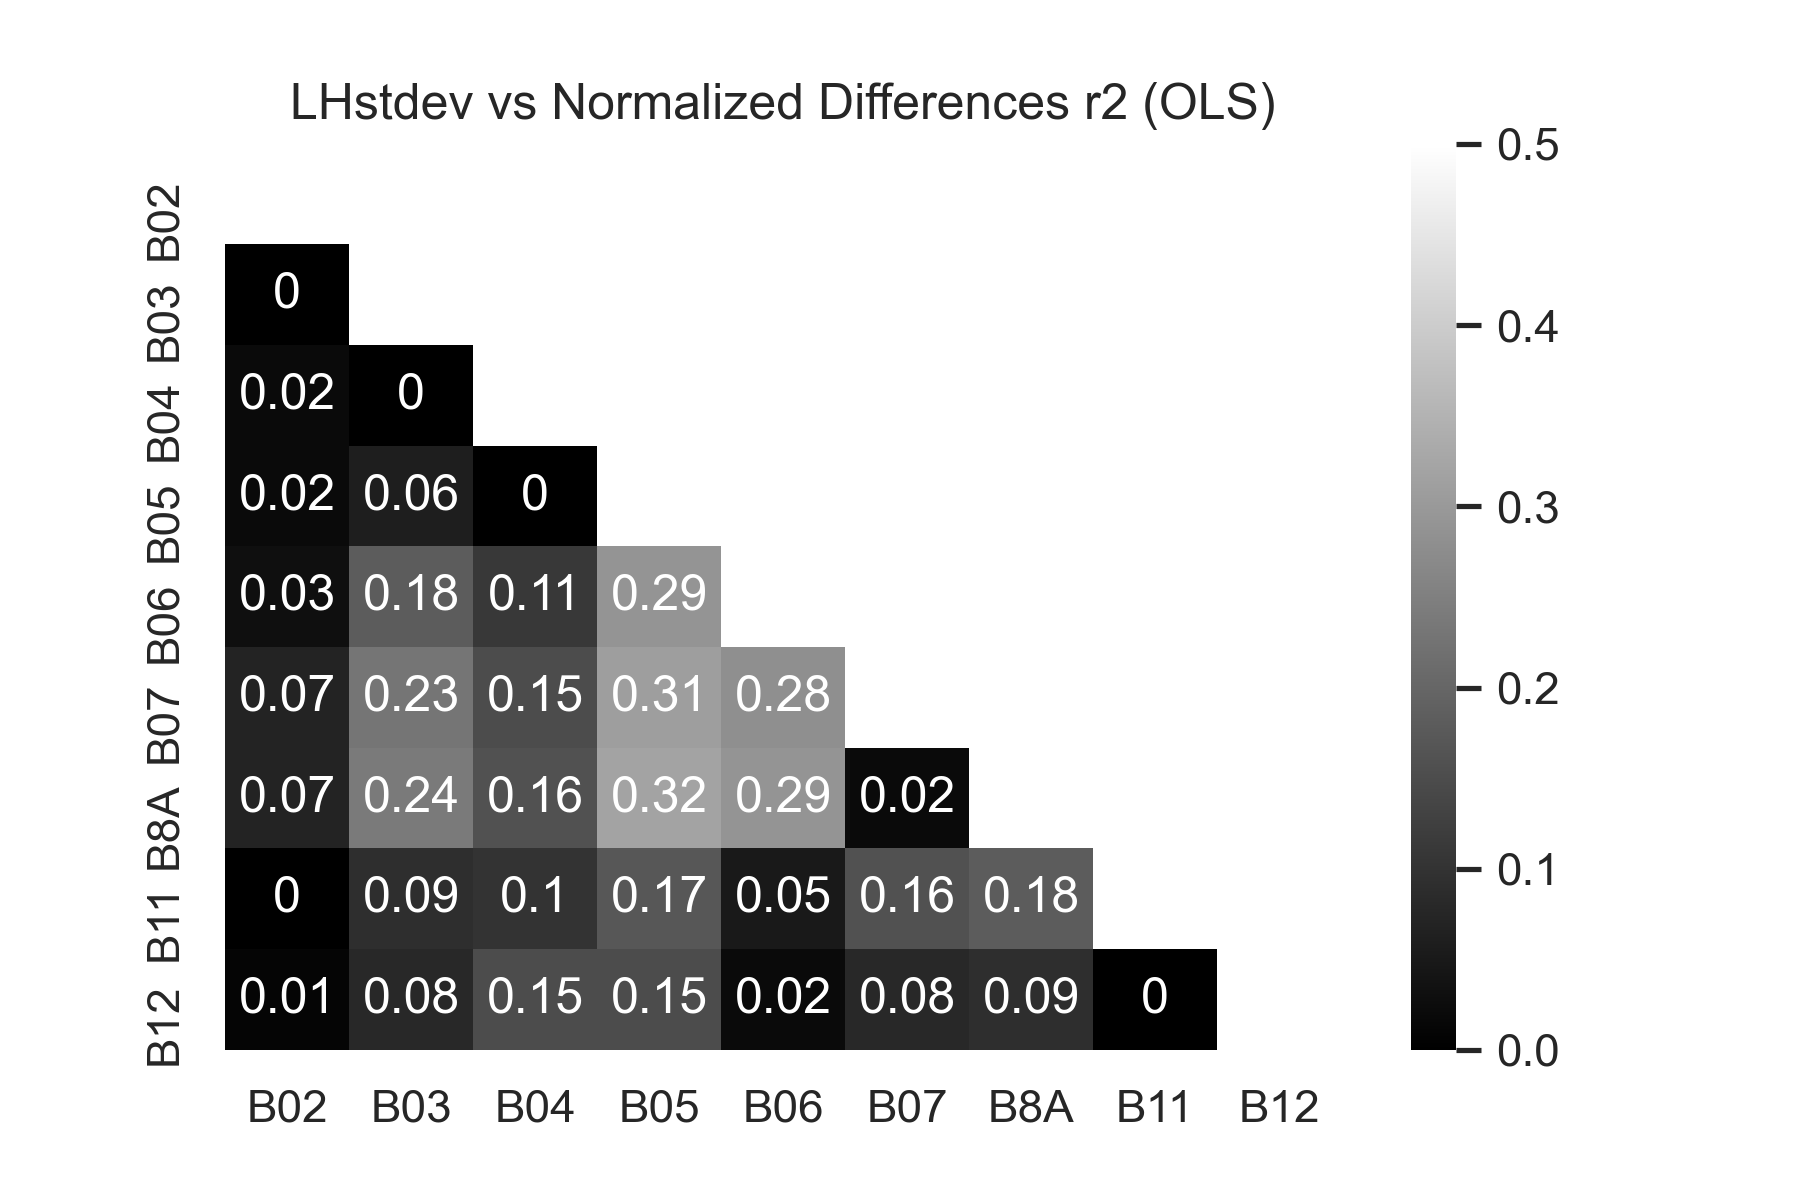 LHstdev vs Normalized Differences r2 (OLS)
B02
B03
B04
B05
B06
B07
B8A
B11
B12
0
0.02 0
0.02 0.06 0
0.03 0.18 0.11 0.29
0.07 0.23 0.15 0.31 0.28
0.07 0.24 0.16 0.32 0.29 0.02
0 0.09 0.1 0.17 0.05 0.16 0.18
0.01 0.08 0.15 0.15 0.02 0.08 0.09 0
B02 B03 B04 B05 B06 B07 B8A B11 B12
0.5
0.4
0.3
0.2
0.1
0.0